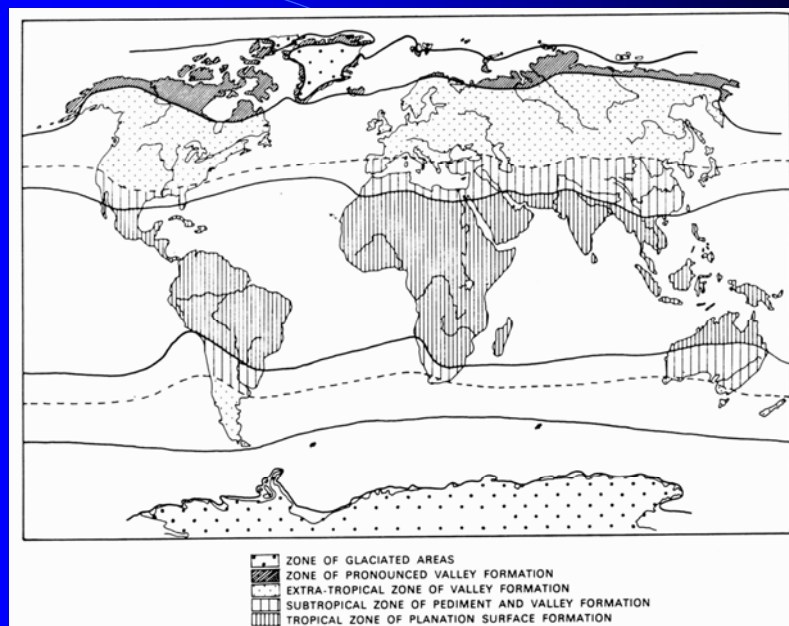 ZONE OF GLACIATED AREAS
ZONE OF PRONOUNCED VALLEY FORMATION
EXTRA-TROPICAL ZONE OF VALLEY FORMATION
SUBTROPICAL ZONE OF PEDIMENT AND VALLEY FORMATION
TROPICAL ZONE OF PLANATION SURFACE FORMATION